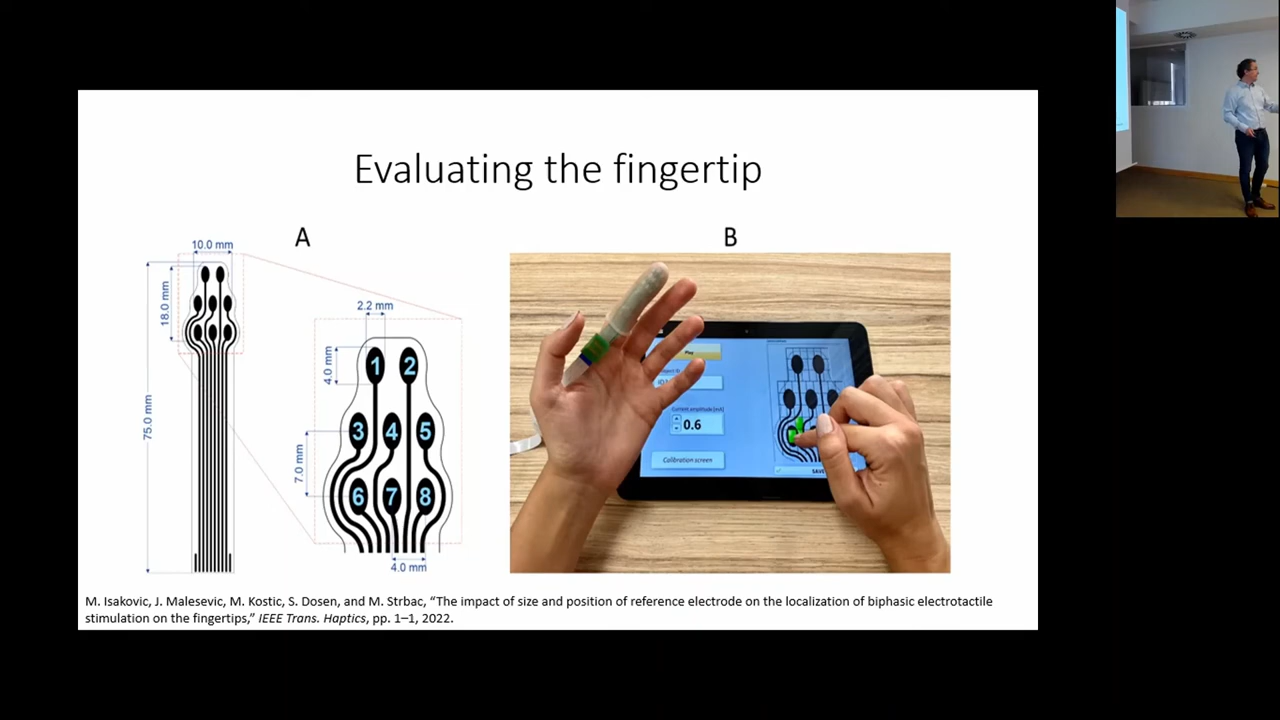 Evaluating the fingertip
A
B
10.0 mm
18.0 mm
75.0 mm
2.2 mm
4.0 mm
7.0 mm
4.0 mm
1 2
3 4 5
6 7 8
Current amplitude (mA)
0.6
Calibration screen
SAVE
M. Isakovic, J. Malesevic, M. Kostic, S. Dosen, and M. Strbac, “The impact of size and position of reference electrode on the localization of biphasic electrotactile
stimulation on the fingertips,” IEEE Trans. Haptics, pp. 1–1, 2022.